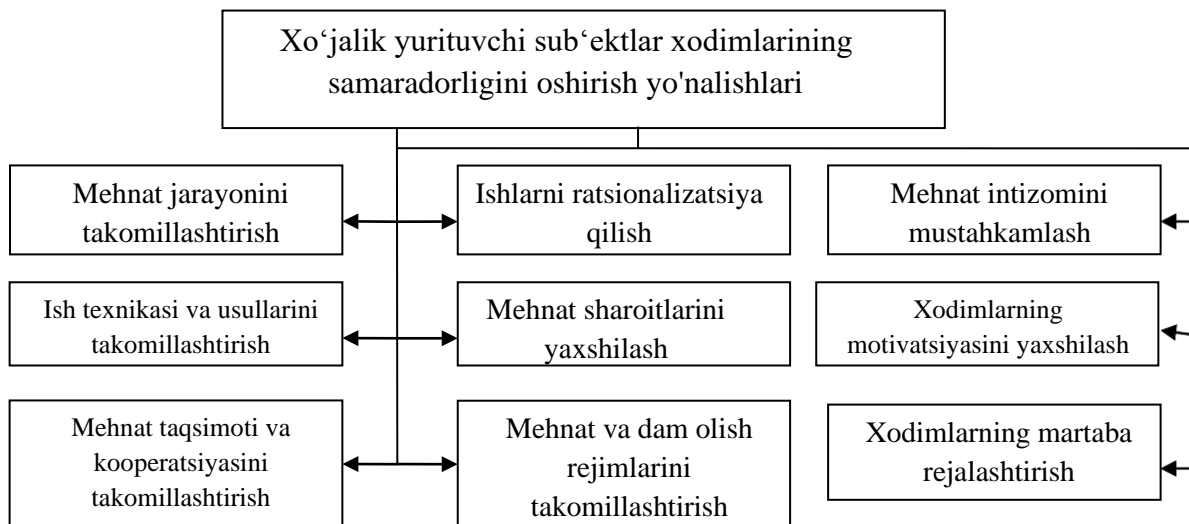 Xo‘jalik yurituvchi sub‘ektlar xodimlarining
samaradorligini oshirish yo'nalishlari
Mehnat jarayonini
takomillashtirish
Ishlarni ratsionalizatsiya
qilish
Mehnat intizomini
mustahkamlash
Ish texnikasi va usullarini
takomillashtirish
Mehnat sharoitlarini
yaxshilash
Xodimlarning
motivatsiyasini yaxshilash
Mehnat taqsimoti va
kooperatsiyasini
takomillashtirish
Mehnat va dam olish
rejimlarini
takomillashtirish
Xodimlarning martaba
rejalashtirish